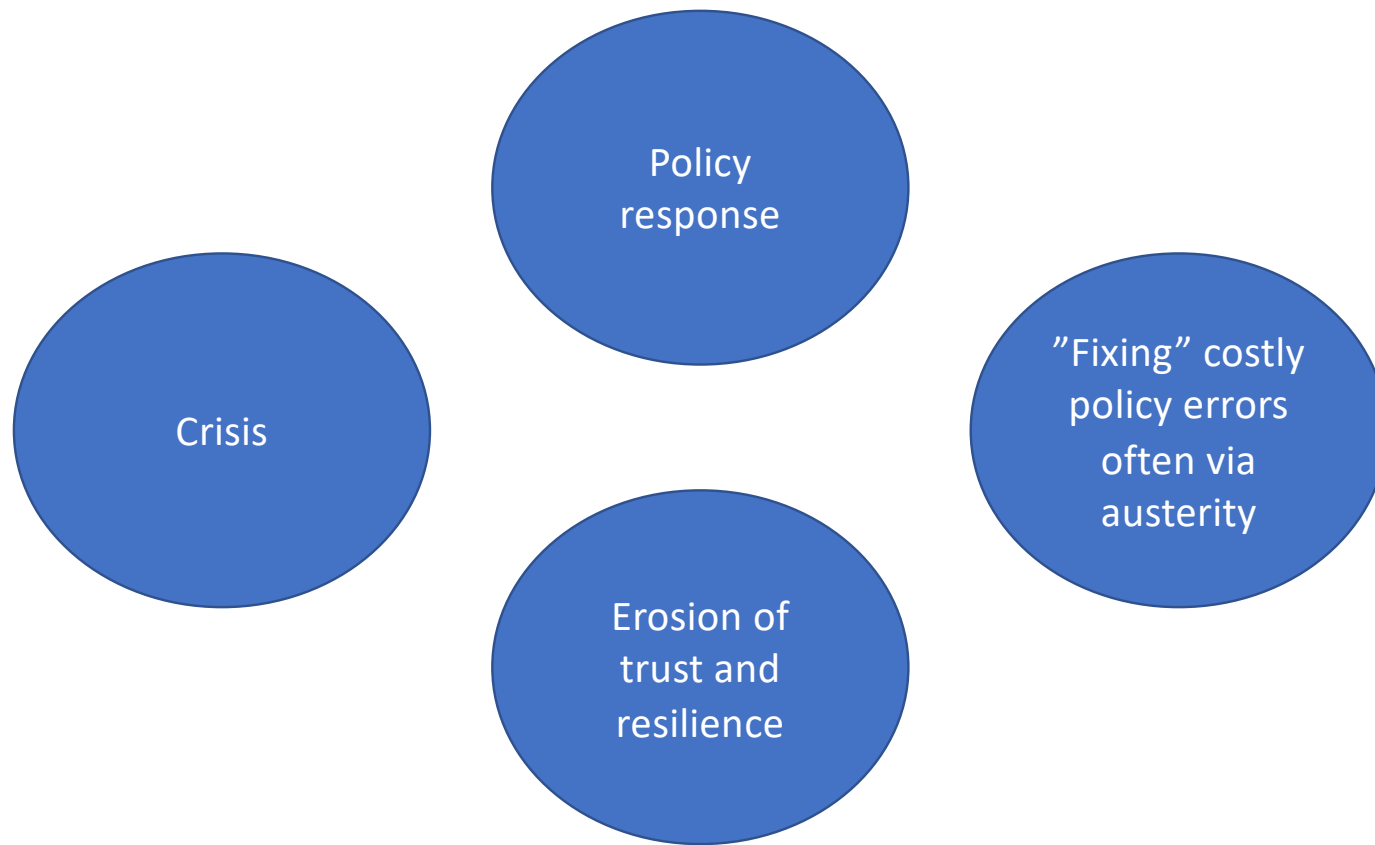 Policy
response
Crisis
”Fixing” costly
policy errors
often via
austerity
Erosion of
trust and
resilience